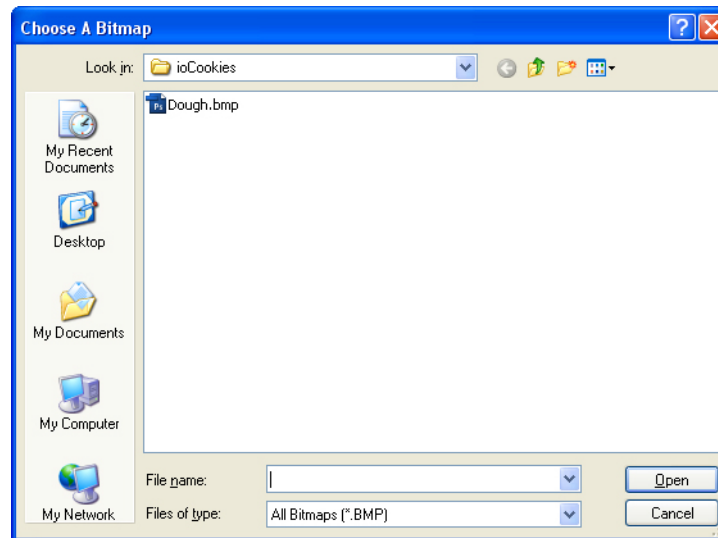 Choose A Bitmap
Look in:
ioCookies
Ps
Dough.bmp
My Recent
Documents
Desktop
My Documents
My Computer
My Network
File name:
Open
Files of type:
All Bitmaps (*.BMP)
Cancel